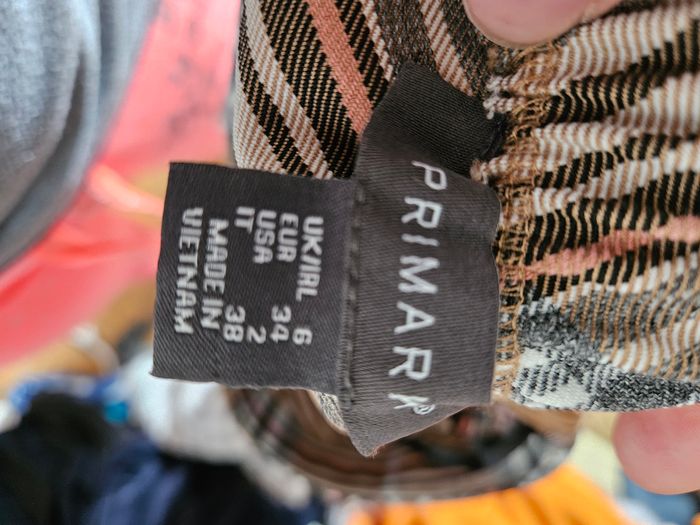 PRIMARK®
UK/IRL 6
EUR 34
USA 2
IT 38
MADE IN
VIETNAM